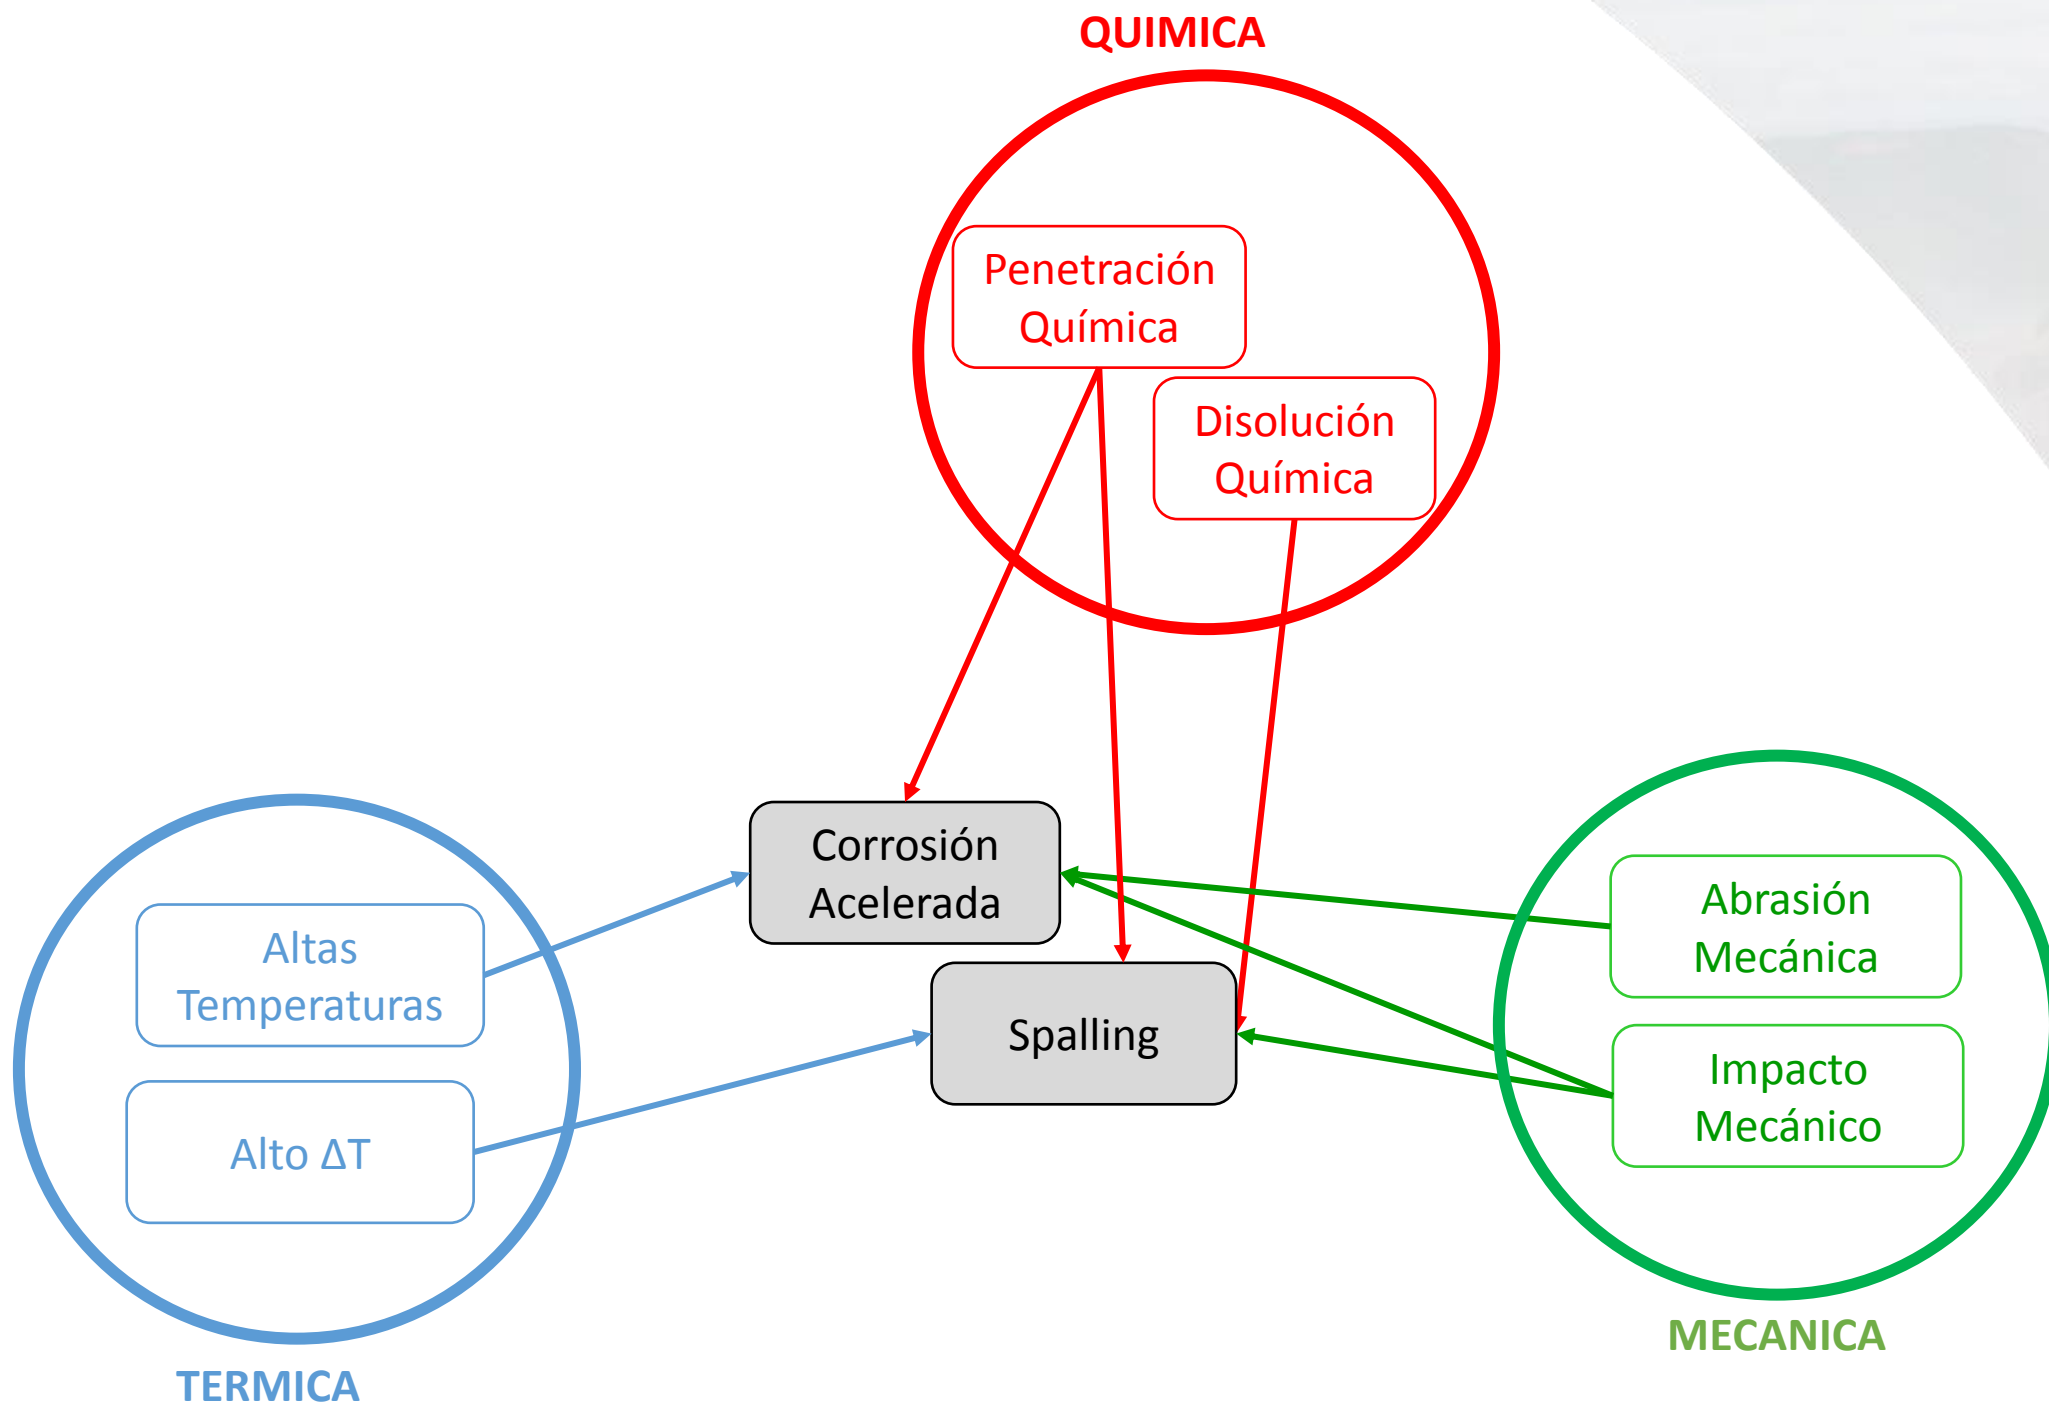 QUIMICA
Penetración
Química
Disolución
Química
Corrosión
Acelerada
Spalling
Altas
Temperaturas
Alto ΔT
TERMICA
Abrasión
Mecánica
Impacto
Mecánico
MECANICA